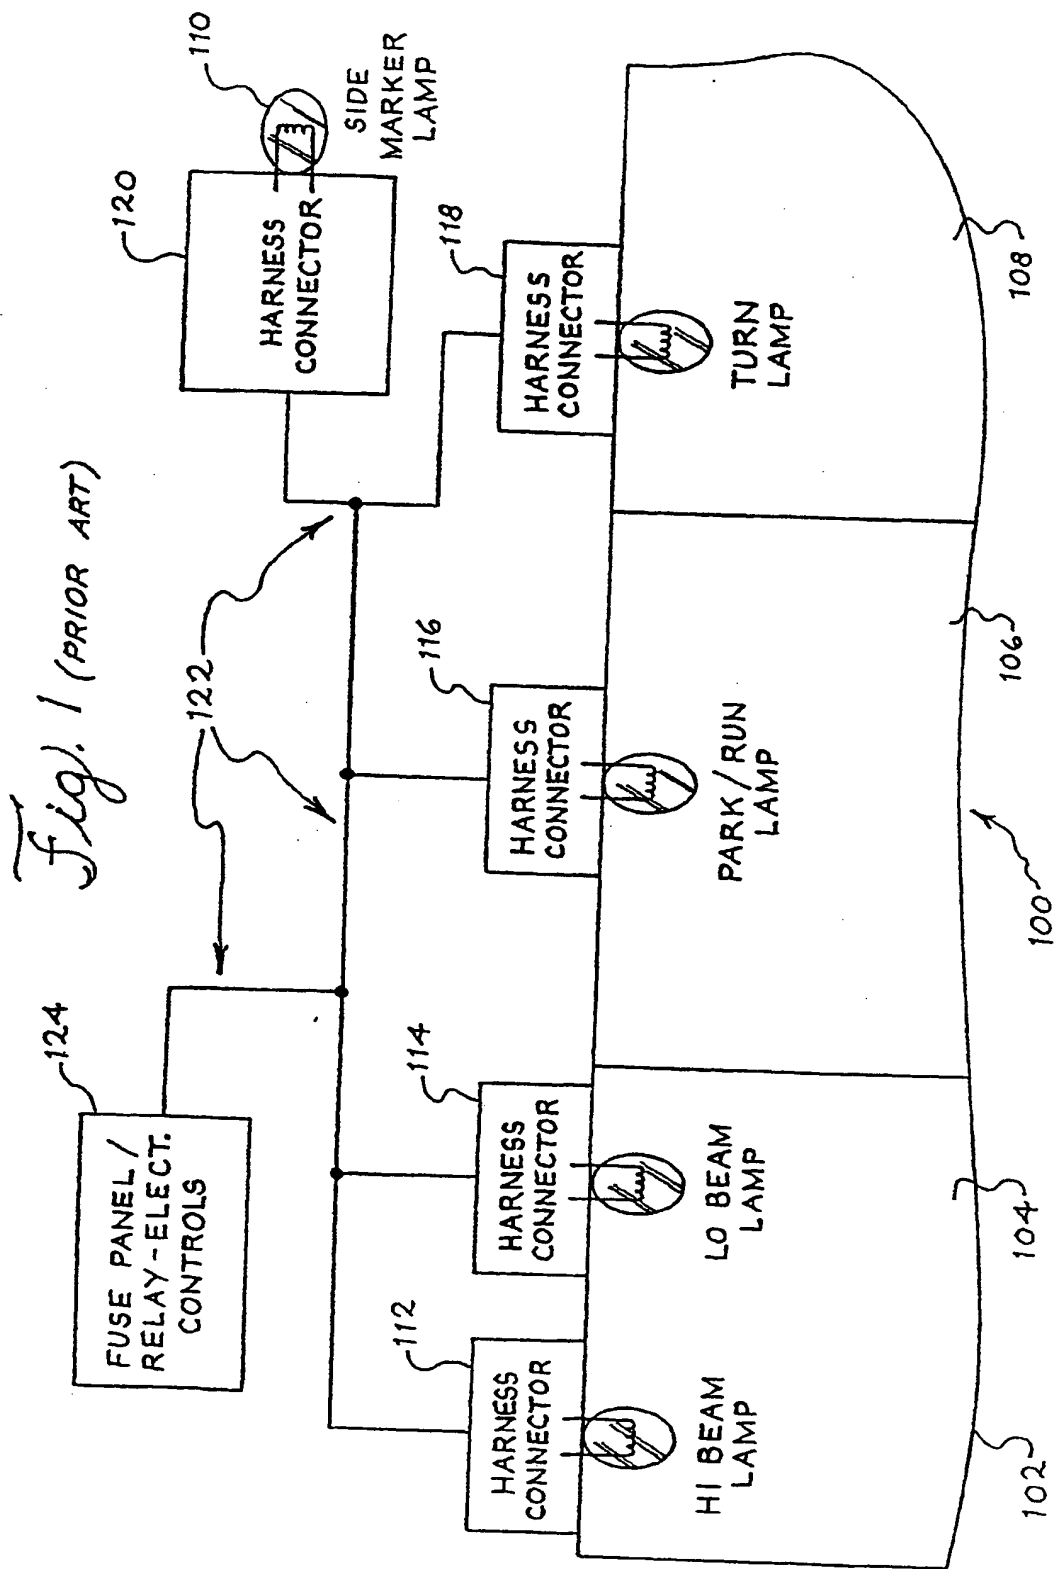 Fig. 1 (PRIOR ART)
124
FUSE PANEL/
RELAY-ELECT.
CONTROLS
122
120
HARNESS
CONNECTOR
110
SIDE
MARKER
LAMP
112
HARNESS
CONNECTOR
114
HARNESS
CONNECTOR
116
HARNESS
CONNECTOR
118
HARNESS
CONNECTOR
HI BEAM
LAMP
LO BEAM
LAMP
PARK/RUN
LAMP
TURN
LAMP
102
104
100
106
108